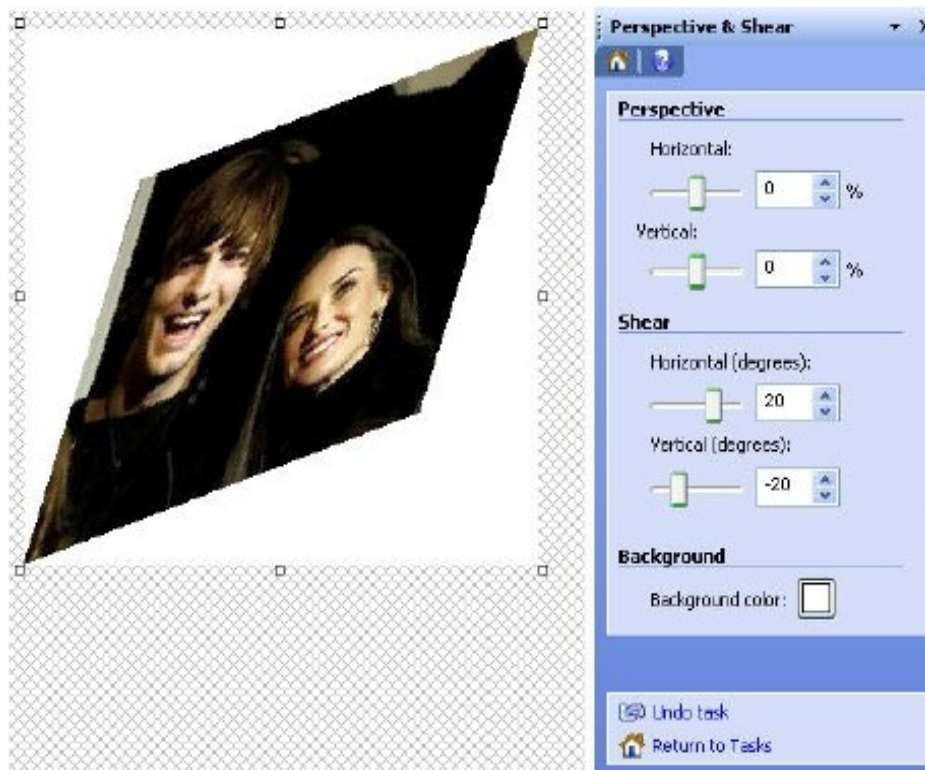 Perspective & Shear
Perspective
Horizontal:
0 %
Vertical:
0 %
Shear
Horizontal (degrees):
20
Vertical (degrees):
-20
Background
Background color:
Undo task
Return to Tasks